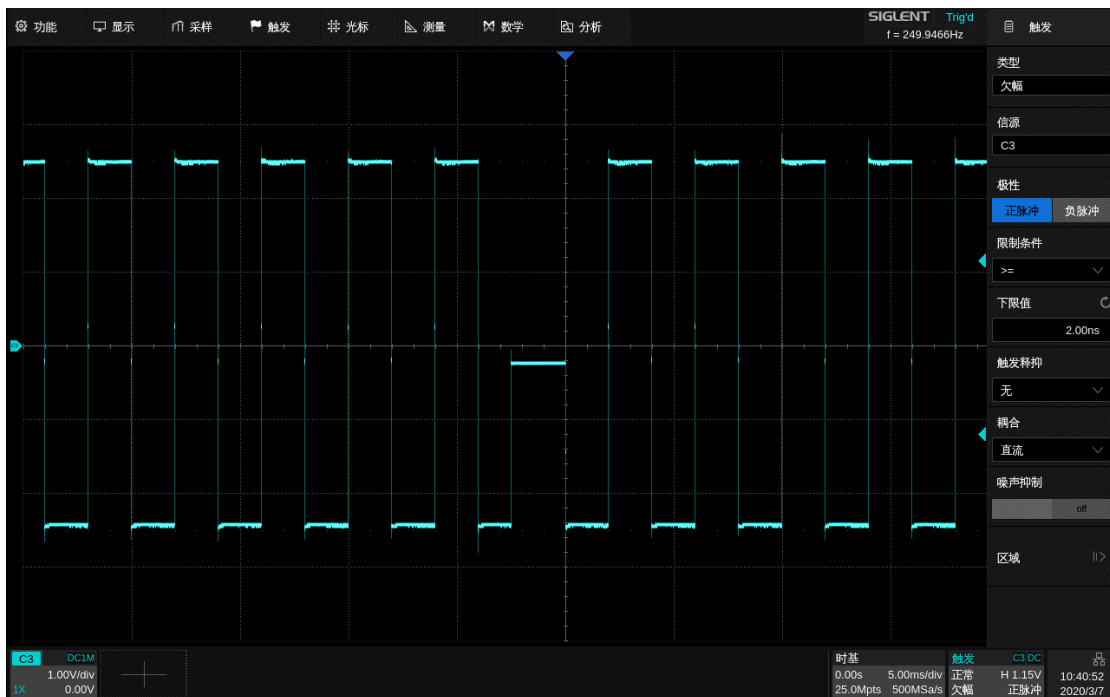 功能 显示 采样 触发 光标 测量 数学 分析 SIGLENT Trig'd 触发
f = 249.9466Hz
类型
欠幅
信源
C3
极性
正脉冲 负脉冲
限制条件
>=
下限值
2.00ns
触发释抑
无
耦合
直流
噪声抑制
off
区域
C3 DC1M
1.00V/div
1X 0.00V
时基
0.00s 5.00ms/div
25.0Mpts 500MSa/s
触发 C3 DC
正常 H 1.15V
欠幅 正脉冲
10:40:52
2020/3/7